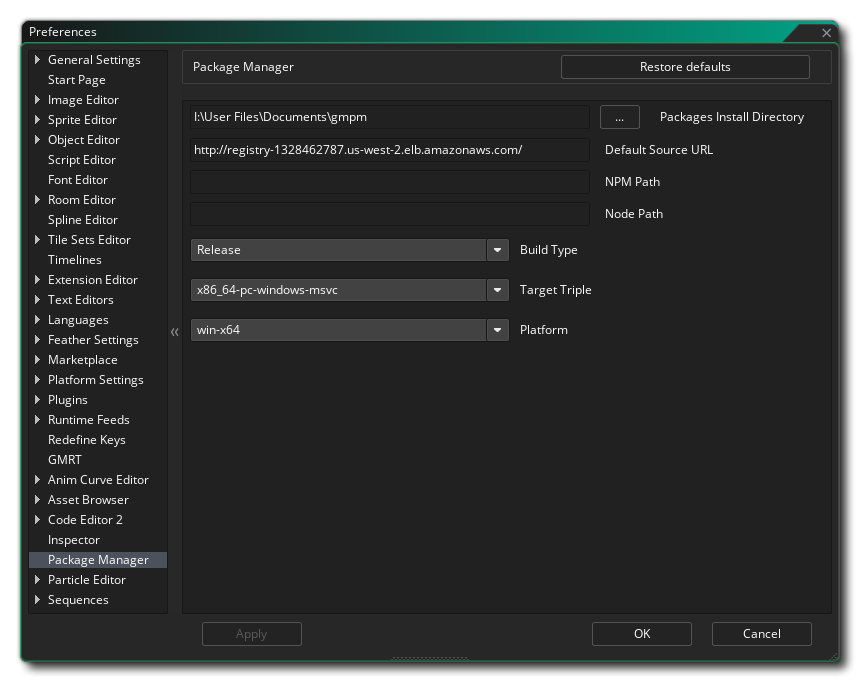 Preferences
General Settings
Start Page
Image Editor
Sprite Editor
Object Editor
Script Editor
Font Editor
Room Editor
Spline Editor
Tile Sets Editor
Timelines
Extension Editor
Text Editors
Languages
Feather Settings
Marketplace
Platform Settings
Plugins
Runtime Feeds
Redefine Keys
GMRT
Anim Curve Editor
Asset Browser
Code Editor 2
Inspector
Package Manager
Particle Editor
Sequences
«
Package Manager Restore defaults
I:\User Files\Documents\gmpm ... Packages Install Directory
http://registry-1328462787.us-west-2.elb.amazonaws.com/ Default Source URL
NPM Path
Node Path
Release Build Type
x86_64-pc-windows-msvc Target Triple
win-x64 Platform
Apply OK Cancel